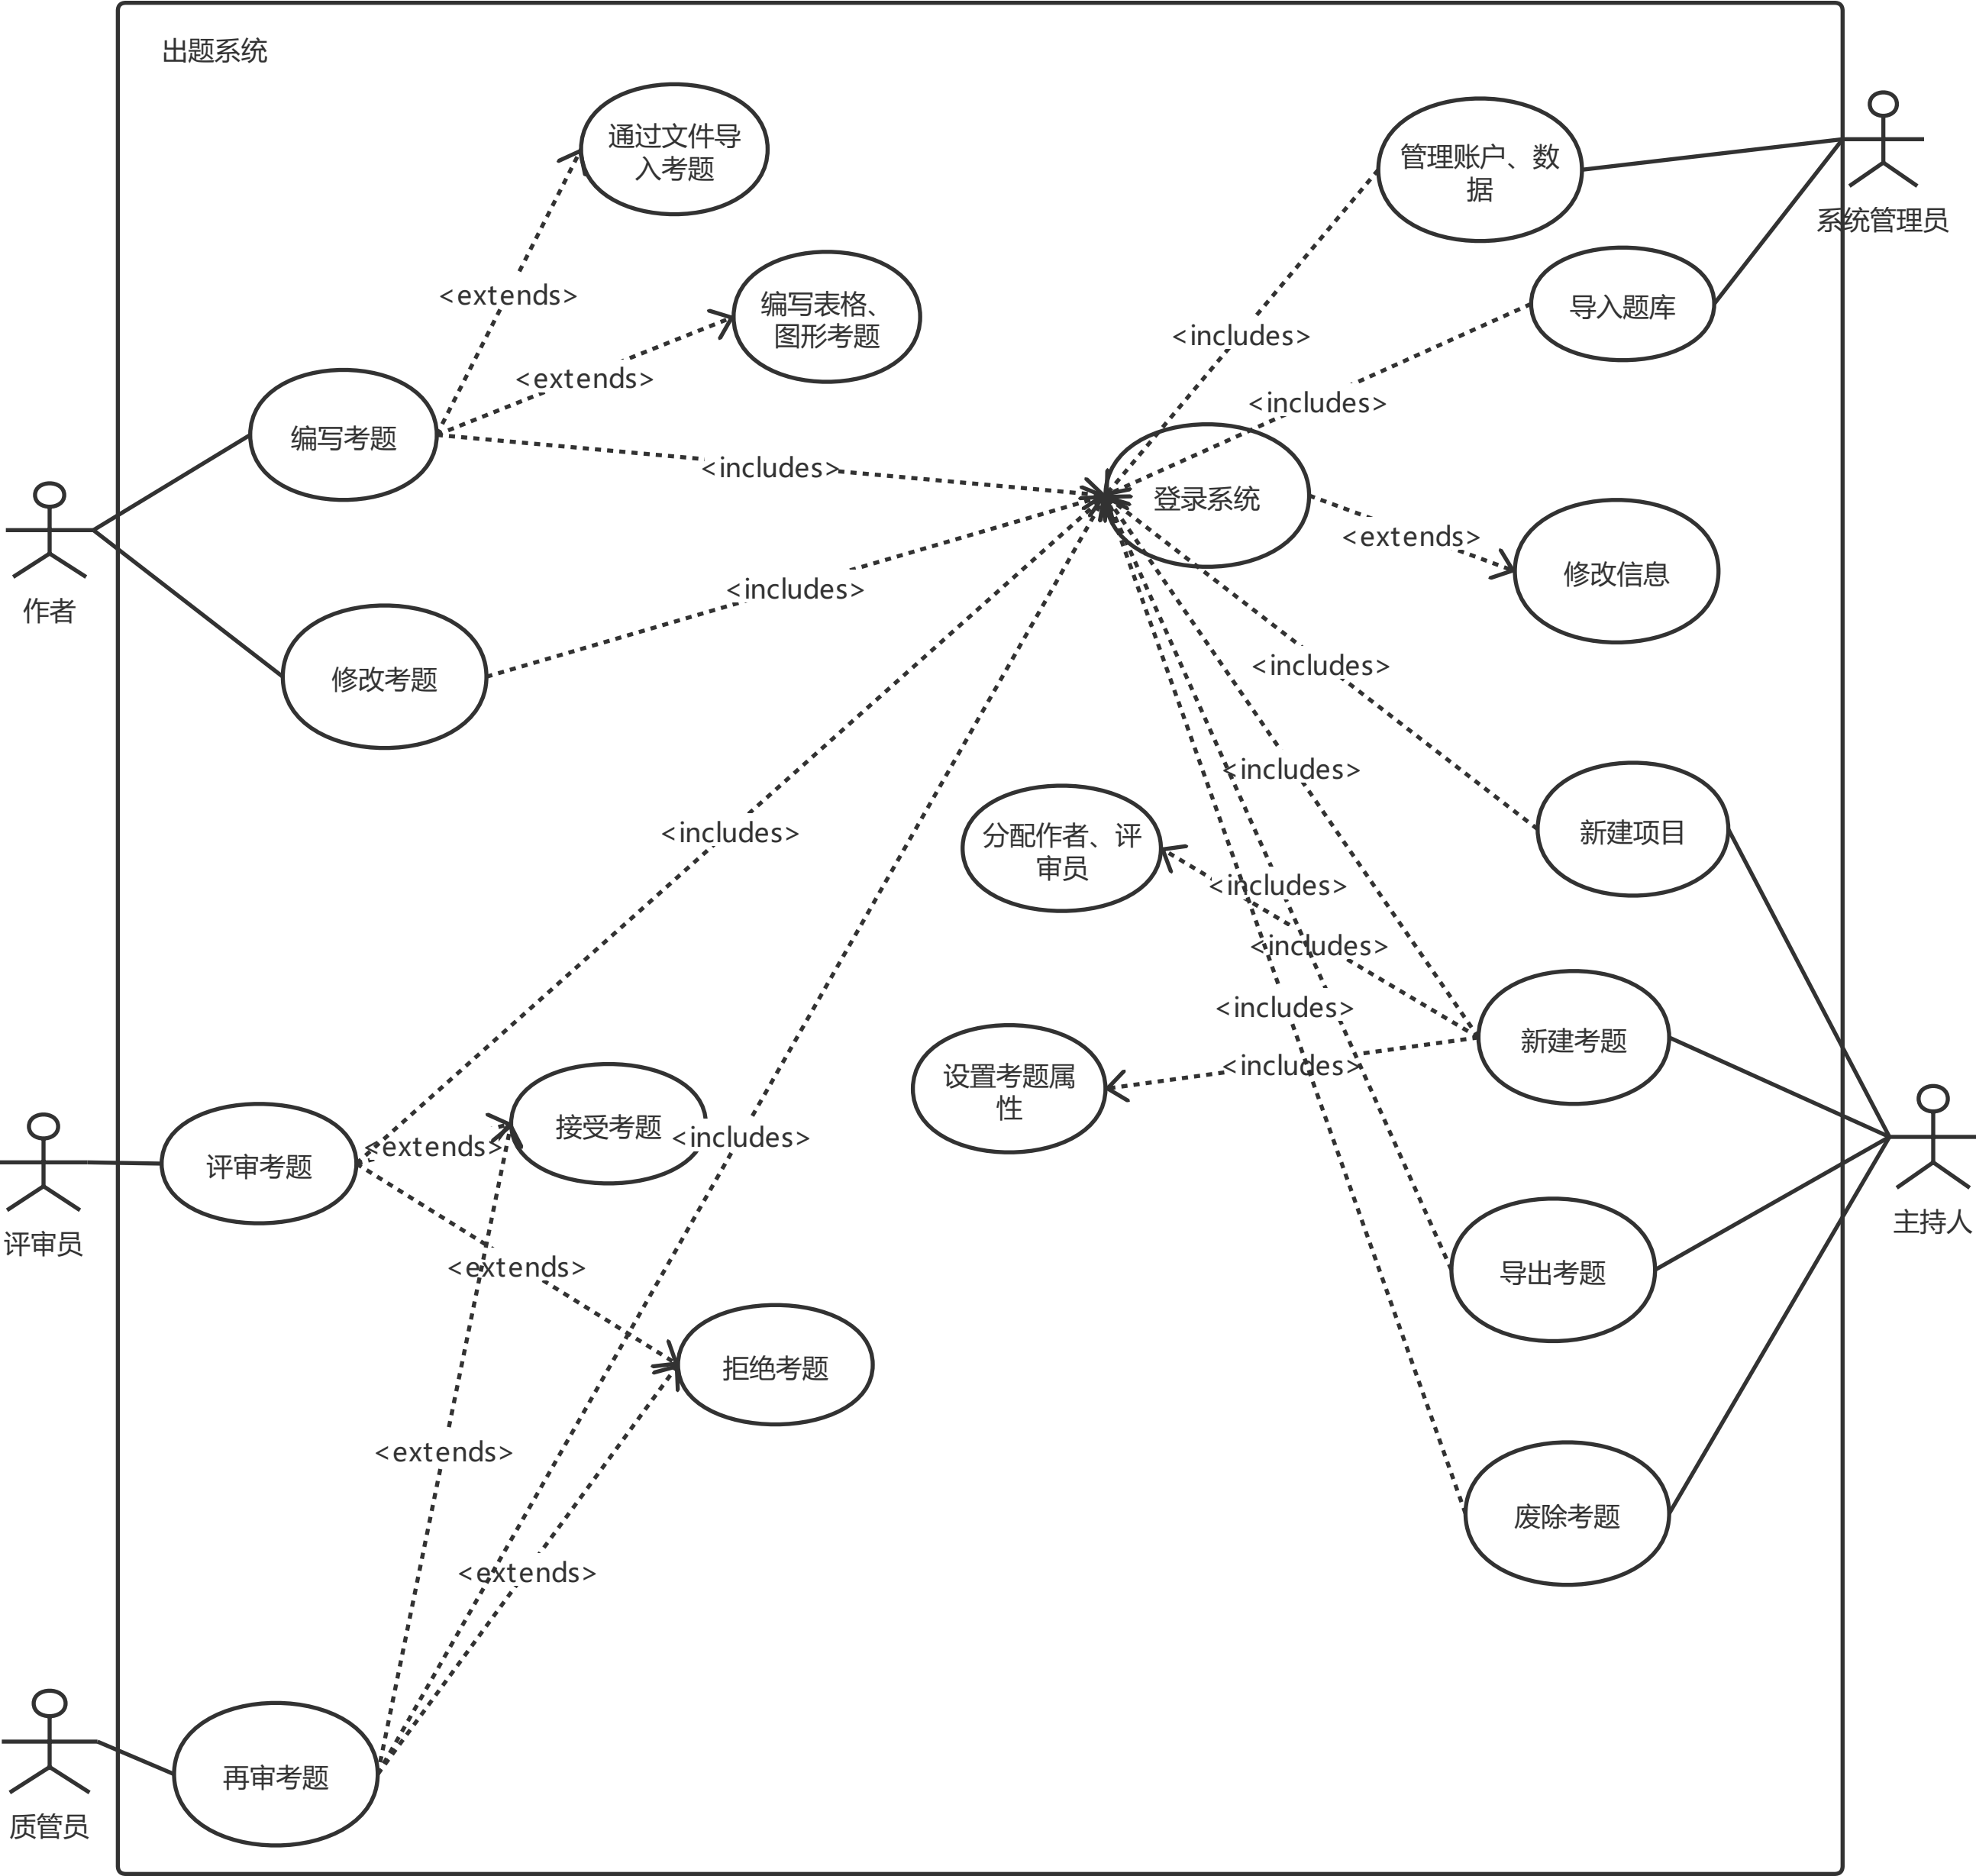 出题系统
通过文件导
入考题
管理账户、数
据
系统管理员
<extends>
编写表格、
图形考题
导入题库
<includes>
<extends>
<includes>
编写考题
<includes>
登录系统
<extends>
修改信息
作者
<includes>
修改考题
<includes>
<includes>
<includes>
分配作者、评
审员
新建项目
<includes>
<includes>
<includes>
设置考题属
性
<includes>
新建考题
<extends>
接受考题
<includes>
评审考题
评审员
主持人
<extends>
导出考题
拒绝考题
<extends>
废除考题
<extends>
再审考题
质管员